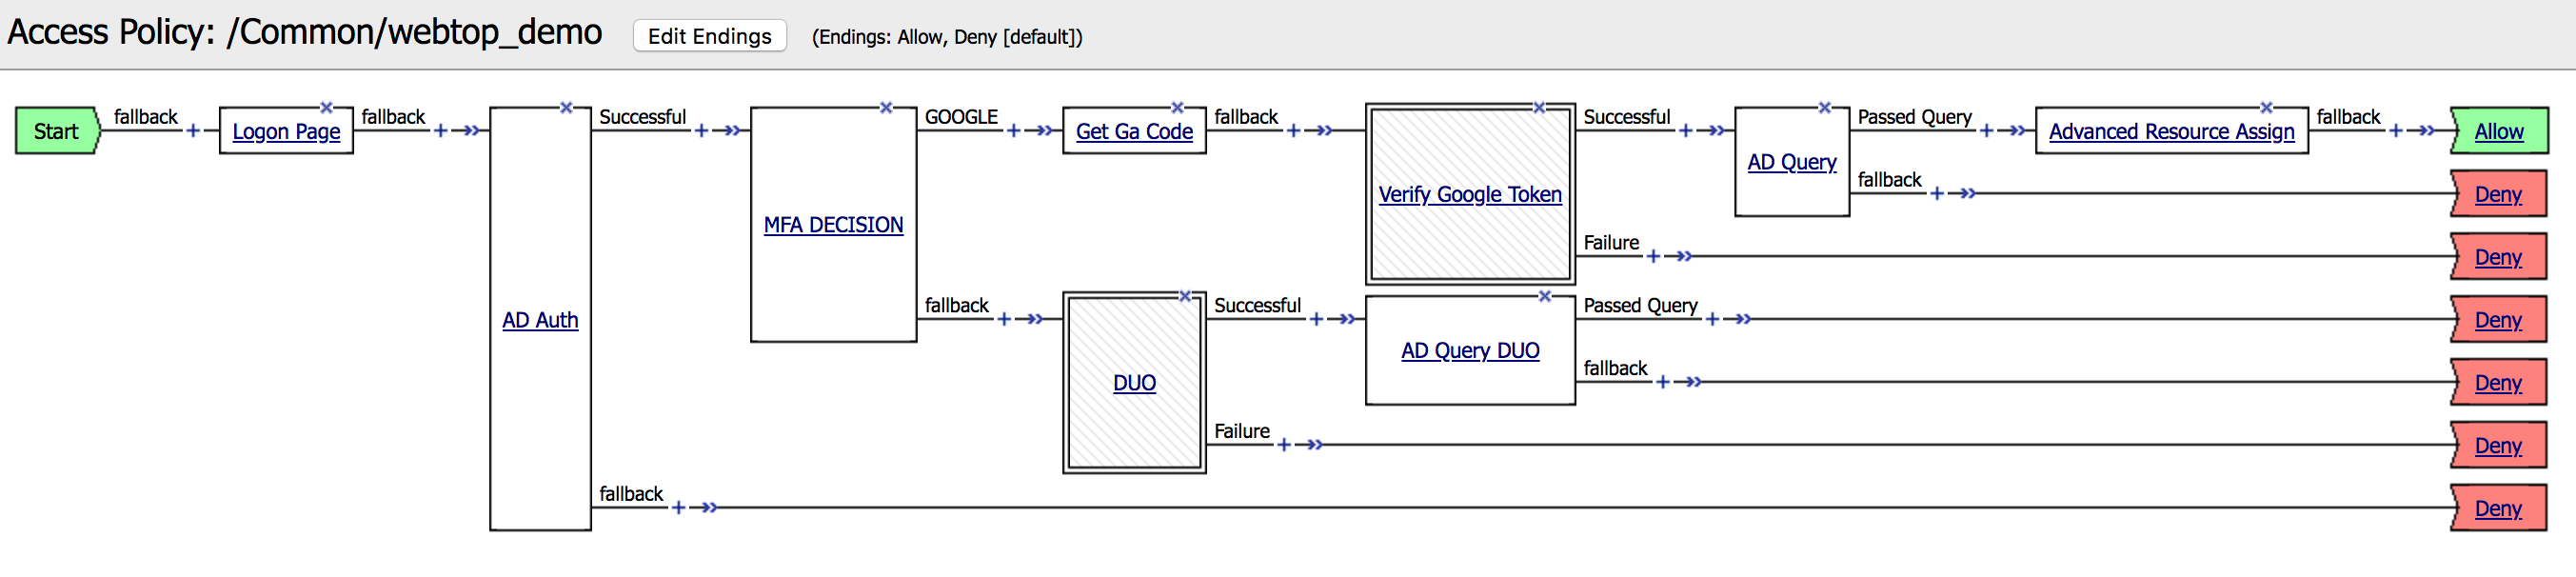 Access Policy: /Common/webtop_demo Edit Endings (Endings: Allow, Deny [default])
Start fallback Logon Page fallback Successful GOOGLE Get Ga Code fallback Successful Passed Query Advanced Resource Assign fallback Allow
AD Query
fallback Deny
Verify Google Token
MFA DECISION
Failure Deny
fallback Successful Passed Query Deny
AD Auth
AD Query DUO
fallback Deny
DUO
Failure Deny
fallback Deny